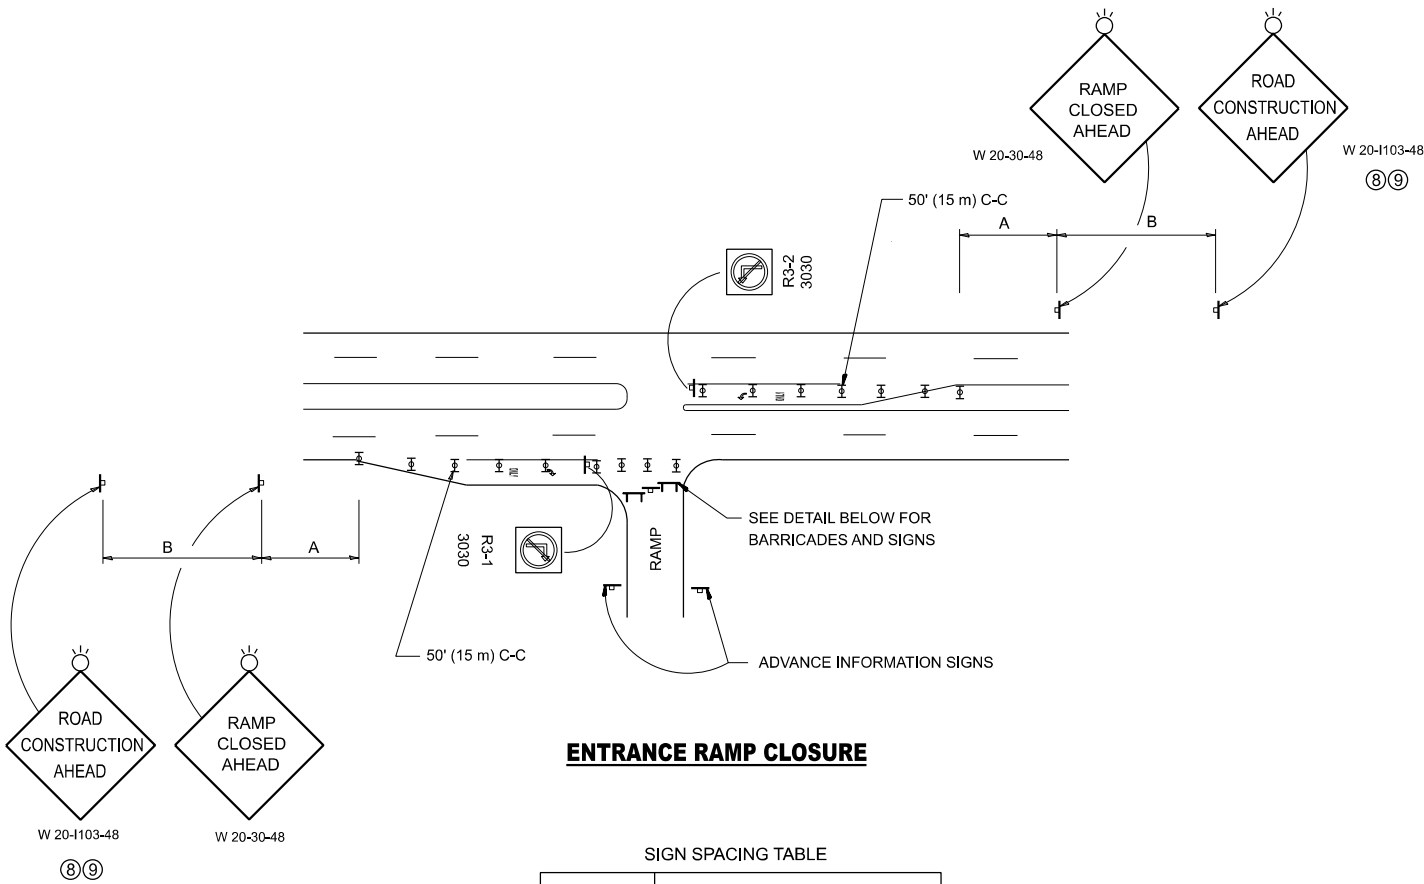 RAMP
CLOSED
AHEAD
W 20-30-48
ROAD
CONSTRUCTION
AHEAD
W 20-I103-48
⑧⑨
50' (15 m) C-C
A
B
R3-2
3030
SEE DETAIL BELOW FOR
BARRICADES AND SIGNS
RAMP
R3-1
3030
B
A
50' (15 m) C-C
ADVANCE INFORMATION SIGNS
ROAD
CONSTRUCTION
AHEAD
W 20-I103-48
⑧⑨
RAMP
CLOSED
AHEAD
W 20-30-48
ENTRANCE RAMP CLOSURE
SIGN SPACING TABLE